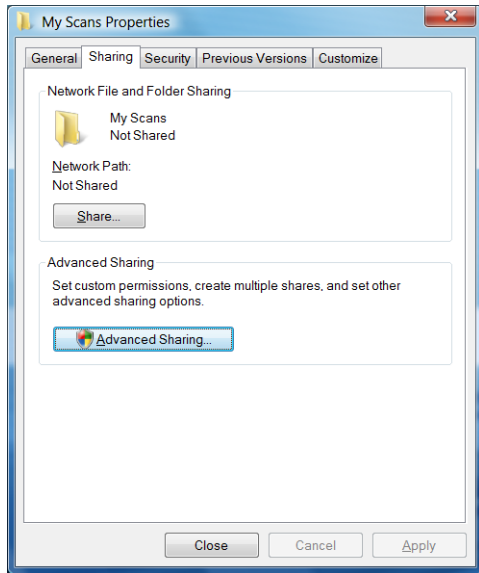 My Scans Properties
General Sharing Security Previous Versions Customize
Network File and Folder Sharing
My Scans
Not Shared
Network Path:
Not Shared
Share...
Advanced Sharing
Set custom permissions, create multiple shares, and set other
advanced sharing options.
Advanced Sharing...
Close Cancel Apply